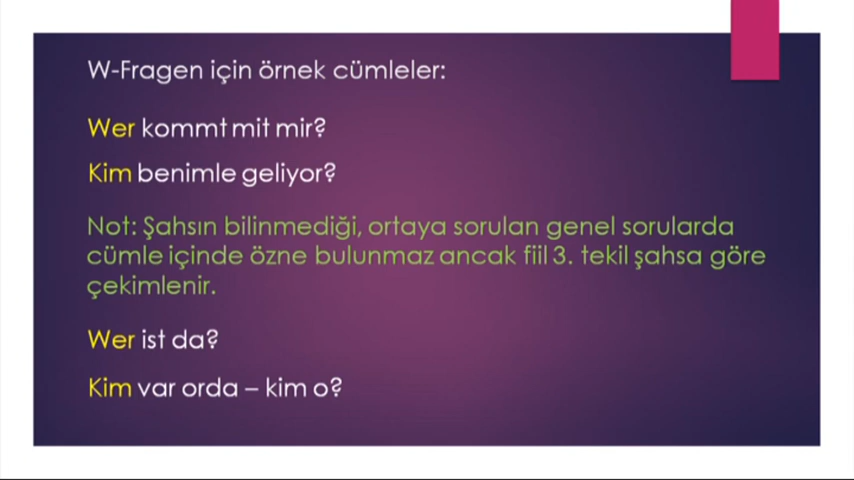 W-Fragen için örnek cümleler:
Wer kommt mit mir?
Kim benimle geliyor?
Not: Şahsın bilinmediği, ortaya sorulan genel sorularda
cümle içinde özne bulunmaz ancak fiil 3. tekil şahsa göre
çekimlenir.
Wer ist da?
Kim var orda – kim o?